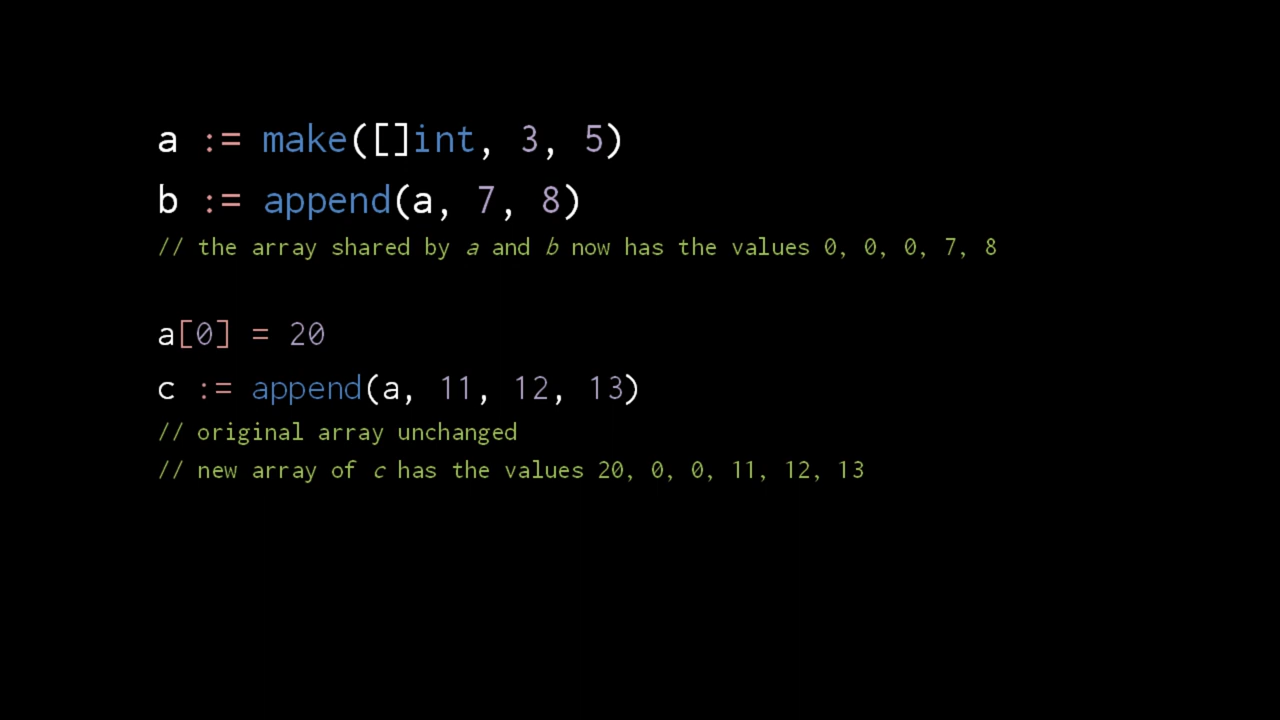 a := make([]int, 3, 5)
b := append(a, 7, 8)
// the array shared by a and b now has the values 0, 0, 0, 7, 8
a[0] = 20
c := append(a, 11, 12, 13)
// original array unchanged
// new array of c has the values 20, 0, 0, 11, 12, 13